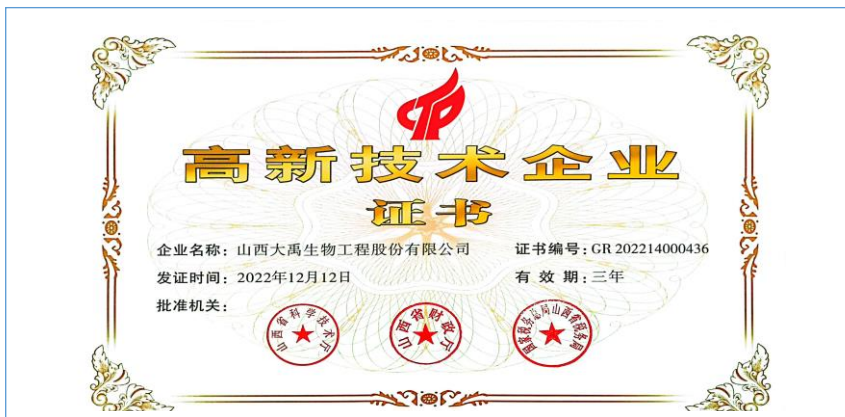 高新技术企业
证书
企业名称：山西大禹生物工程股份有限公司
证书编号：GR 202214000436
发证时间：2022年12月12日
有 效 期：三年
批准机关：
山西省科学技术厅
山西省财政厅
国家税务总局山西省税务局